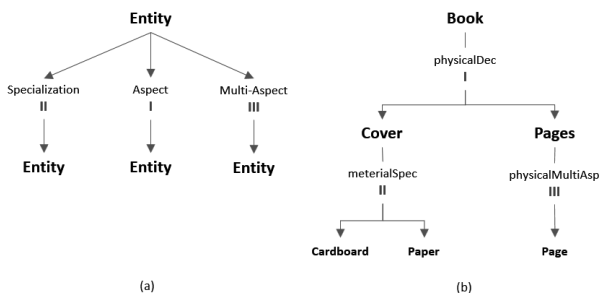 Entity
Specialization Aspect Multi-Aspect
II I III
Entity Entity Entity
(a)
Book
physicalDec
I
Cover Pages
meterialSpec physicalMultiAsp
II III
Cardboard Paper Page
(b)